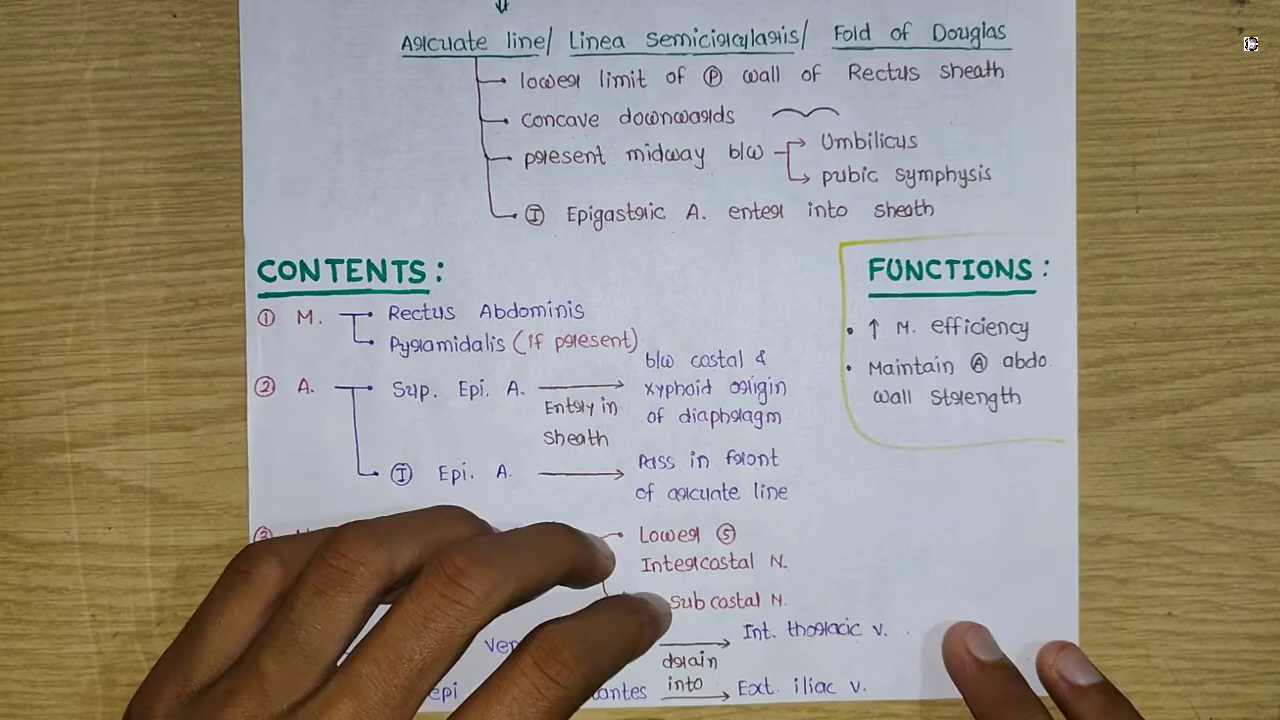 Arcuate line/ Linea semicircularis/ Fold of Douglas
lower limit of Ⓟ wall of Rectus sheath
concave downwards
present midway b/w → Umbilicus
→ pubic symphysis
Ⓘ Epigastric A. enter into sheath
CONTENTS:
① M. Rectus Abdominis
Pyramidalis (if present)
② A. Sup. Epi. A. → b/w costal &
xyphoid origin
of diaphragm
Entry in
sheath
Ⓘ Epi. A. → Pass in front
of arcuate line
③
Lower ⑤
Intercostal N.
Subcostal N.
→ Int. thoracic v.
drain
into
epi → Ext. iliac v.
FUNCTIONS:
• ↑ M. efficiency
• Maintain Ⓐ abdo.
wall strength